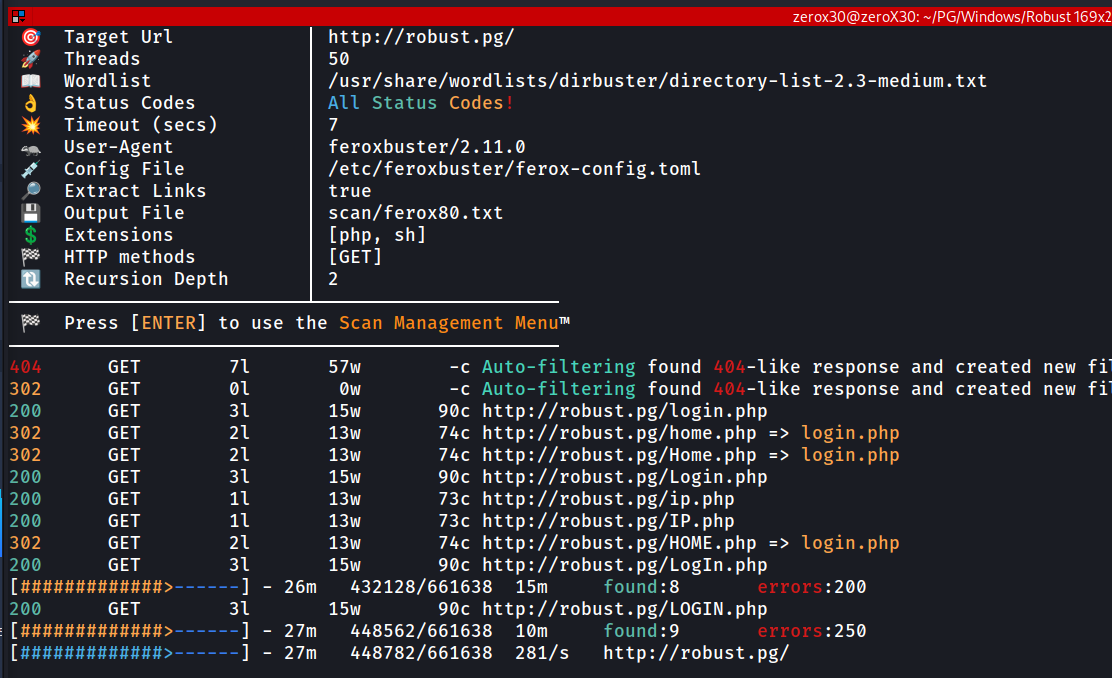 zerox30@zeroX30: ~/PG/Windows/Robust 169x2
Target Url http://robust.pg/
Threads 50
Wordlist /usr/share/wordlists/dirbuster/directory-list-2.3-medium.txt
Status Codes All Status Codes!
Timeout (secs) 7
User-Agent feroxbuster/2.11.0
Config File /etc/feroxbuster/ferox-config.toml
Extract Links true
Output File scan/ferox80.txt
Extensions [php, sh]
HTTP methods [GET]
Recursion Depth 2
Press [ENTER] to use the Scan Management Menu™
404 GET 7l 57w -c Auto-filtering found 404-like response and created new fil
302 GET 0l 0w -c Auto-filtering found 404-like response and created new fil
200 GET 3l 15w 90c http://robust.pg/login.php
302 GET 2l 13w 74c http://robust.pg/home.php => login.php
302 GET 2l 13w 74c http://robust.pg/Home.php => login.php
200 GET 3l 15w 90c http://robust.pg/Login.php
200 GET 1l 13w 73c http://robust.pg/ip.php
200 GET 1l 13w 73c http://robust.pg/IP.php
302 GET 2l 13w 74c http://robust.pg/HOME.php => login.php
200 GET 3l 15w 90c http://robust.pg/LogIn.php
[#############>------] - 26m 432128/661638 15m found:8 errors:200
200 GET 3l 15w 90c http://robust.pg/LOGIN.php
[#############>------] - 27m 448562/661638 10m found:9 errors:250
[#############>------] - 27m 448782/661638 281/s http://robust.pg/